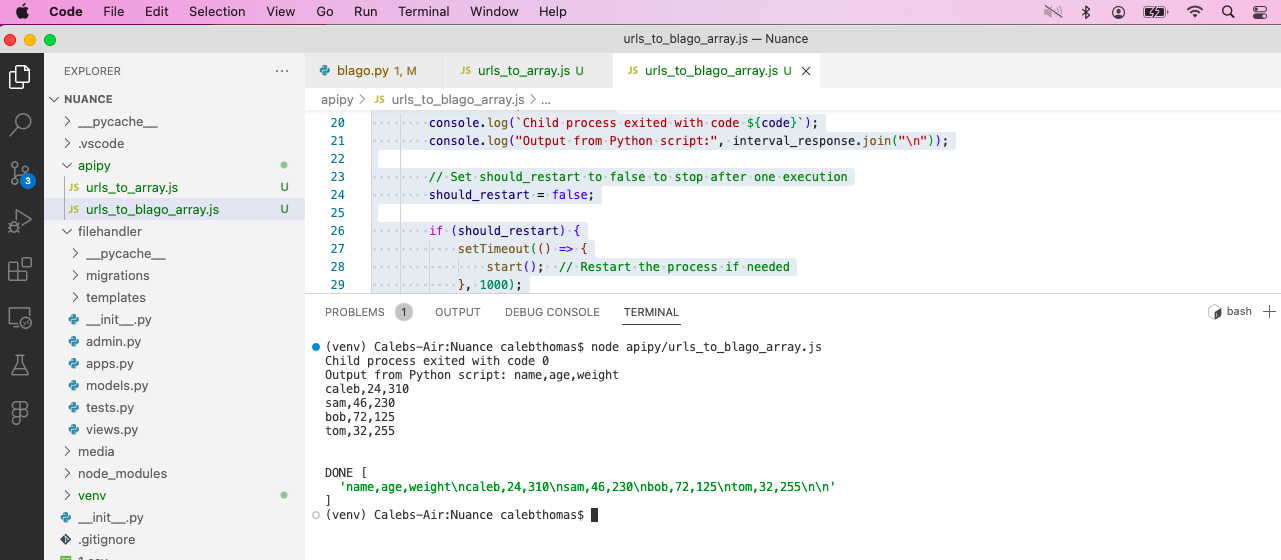 Code File Edit Selection View Go Run Terminal Window Help
urls_to_blago_array.js — Nuance
EXPLORER
NUANCE
__pycache__
.vscode
apipy
JS urls_to_array.js U
JS urls_to_blago_array.js U
filehandler
__pycache__
migrations
templates
__init__.py
admin.py
apps.py
models.py
tests.py
views.py
media
node_modules
venv
__init__.py
.gitignore
3
blago.py 1, M
JS urls_to_array.js U
JS urls_to_blago_array.js U
apipy > JS urls_to_blago_array.js > ...
20 console.log(`Child process exited with code ${code}`);
21 console.log("Output from Python script:", interval_response.join("\n"));
22
23 // Set should_restart to false to stop after one execution
24 should_restart = false;
25
26 if (should_restart) {
27 setTimeout(() => {
28 start(); // Restart the process if needed
29 }, 1000);
PROBLEMS 1 OUTPUT DEBUG CONSOLE TERMINAL
bash
(venv) Calebs-Air:Nuance calebthomas$ node apipy/urls_to_blago_array.js
Child process exited with code 0
Output from Python script: name,age,weight
caleb,24,310
sam,46,230
bob,72,125
tom,32,255
DONE [
'name,age,weight\ncaleb,24,310\nsam,46,230\nbob,72,125\ntom,32,255\n\n'
]
(venv) Calebs-Air:Nuance calebthomas$